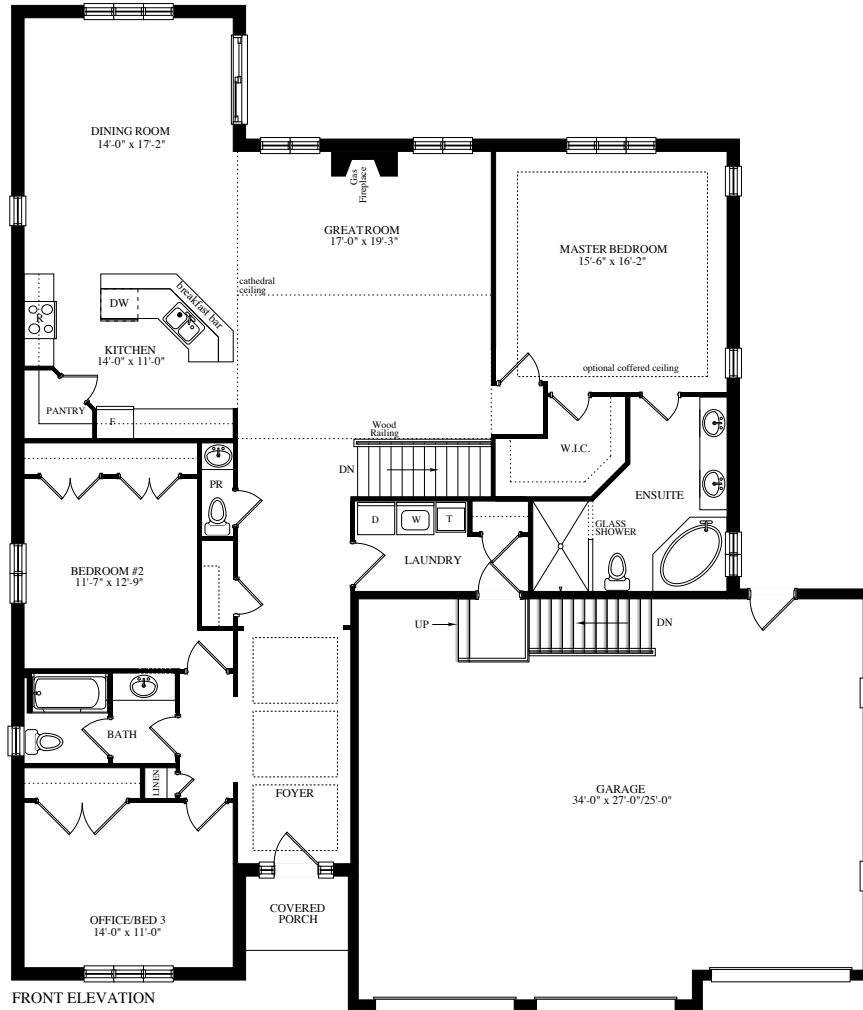 DINING ROOM
14'-0" x 17'-2"
Gas
Fireplace
GREAT ROOM
17'-0" x 19'-3"
MASTER BEDROOM
15'-6" x 16'-2"
cathedral
ceiling
breakfast bar
DW
R
KITCHEN
14'-0" x 11'-0"
optional coffered ceiling
PANTRY
F
Wood
Railing
W.I.C.
DN
PR
ENSUITE
D
W
T
GLASS
SHOWER
LAUNDRY
BEDROOM #2
11'-7" x 12'-9"
UP
DN
BATH
LINEN
FOYER
GARAGE
34'-0" x 27'-0"/25'-0"
COVERED
PORCH
OFFICE/BED 3
14'-0" x 11'-0"
FRONT ELEVATION